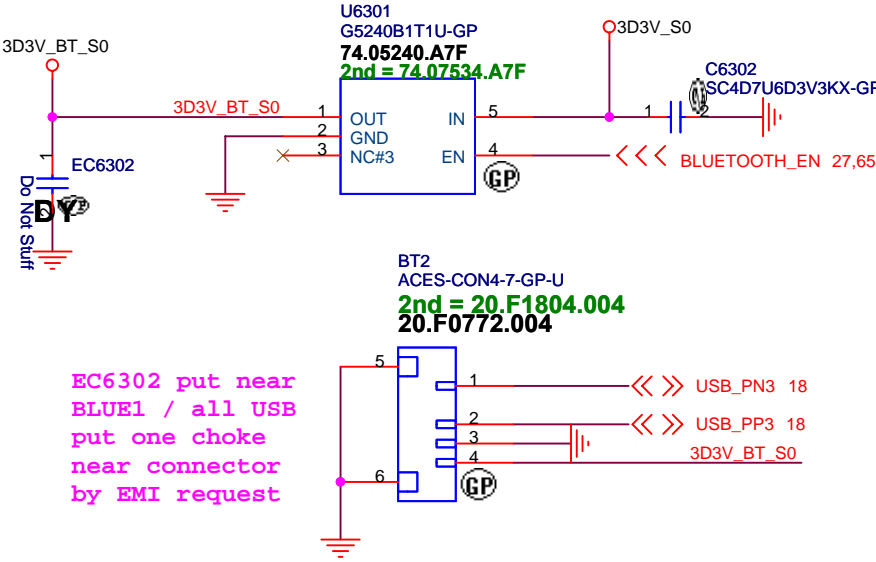 U6301
G5240B1T1U-GP
74.05240.A7F
2nd = 74.07534.A7F
3D3V_BT_S0
3D3V_S0
C6302
SC4D7U6D3V3KX-GP
3D3V_BT_S0
1
OUT
IN
5
1
2
2
GND
3
NC#3
EN
4
GP
BLUETOOTH_EN 27,65
1
EC6302
DY
Do Not Stuff
BT2
ACES-CON4-7-GP-U
2nd = 20.F1804.004
20.F0772.004
5
1
USB_PN3 18
2
USB_PP3 18
3
4
3D3V_BT_S0
6
GP
EC6302 put near
BLUE1 / all USB
put one choke
near connector
by EMI request